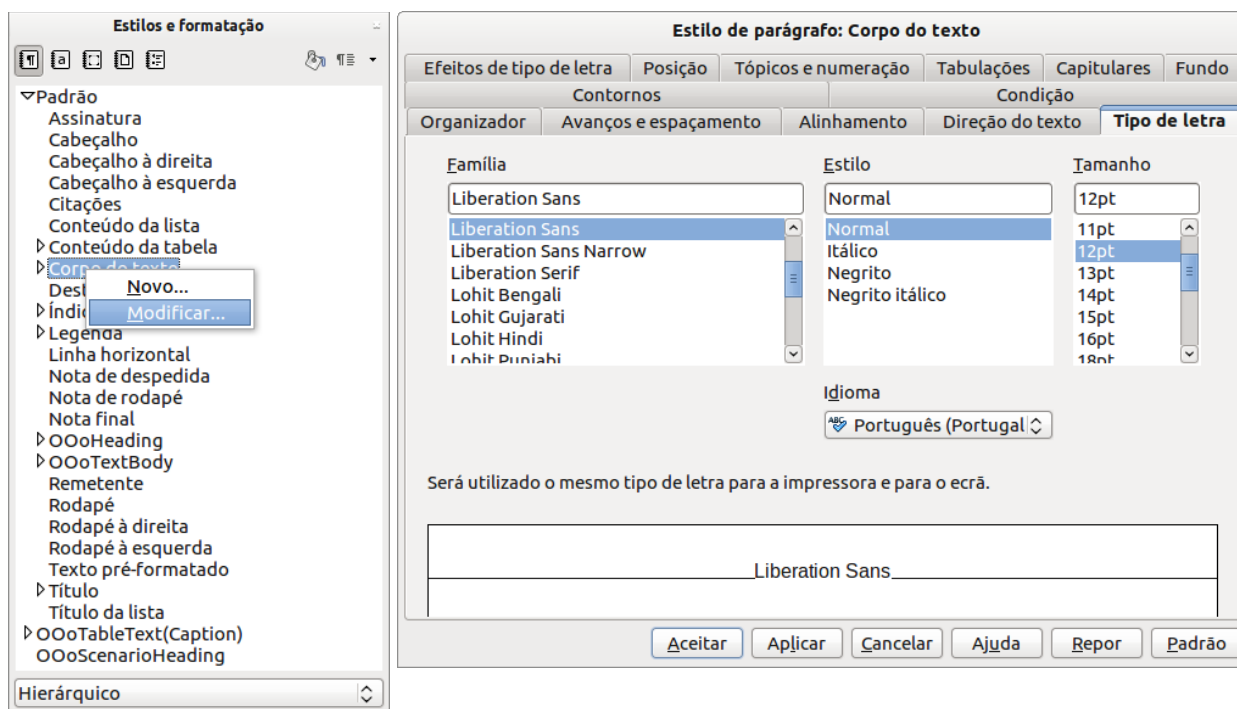 Estilos e formatação
Padrão
Assinatura
Cabeçalho
Cabeçalho à direita
Cabeçalho à esquerda
Citações
Conteúdo da lista
Conteúdo da tabela
Corpo do texto
Novo...
Dest
Modificar...
Índi
Legenda
Linha horizontal
Nota de despedida
Nota de rodapé
Nota final
OOoHeading
OOoTextBody
Remetente
Rodapé
Rodapé à direita
Rodapé à esquerda
Texto pré-formatado
Título
Título da lista
OOoTableText(Caption)
OOoScenarioHeading
Hierárquico
Estilo de parágrafo: Corpo do texto
Efeitos de tipo de letra Posição Tópicos e numeração Tabulações Capitulares Fundo
Contornos Condição
Organizador Avanços e espaçamento Alinhamento Direção do texto Tipo de letra
Família Estilo Tamanho
Liberation Sans Normal 12pt
Liberation Sans Normal 11pt
Liberation Sans Narrow Itálico 12pt
Liberation Serif Negrito 13pt
Lohit Bengali Negrito itálico 14pt
Lohit Gujarati 15pt
Lohit Hindi 16pt
Lohit Punjabi 18pt
Idioma
Português (Portugal
Será utilizado o mesmo tipo de letra para a impressora e para o ecrã.
Liberation Sans
Aceitar Aplicar Cancelar Ajuda Repor Padrão